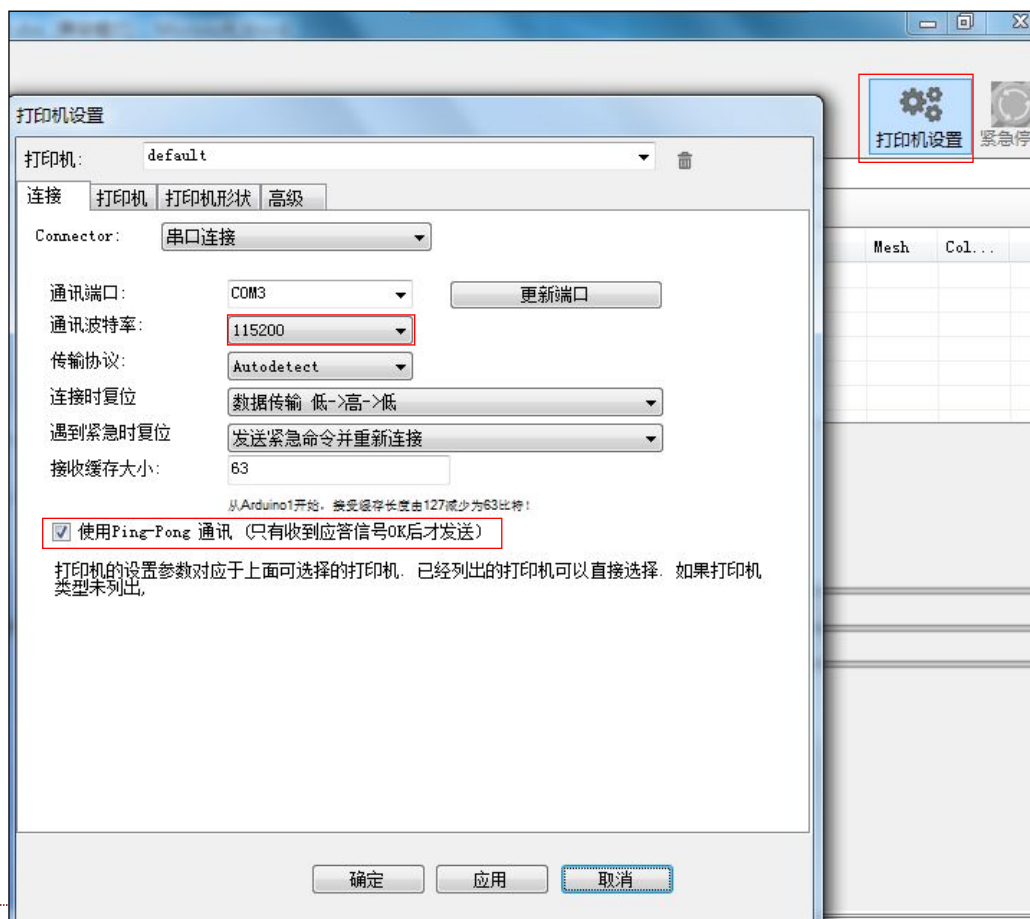 打印机设置
紧急停
打印机设置
打印机:
default
连接
打印机
打印机形状
高级
Connector:
串口连接
Mesh
Col...
通讯端口:
COM3
更新端口
通讯波特率:
115200
传输协议:
Autodetect
连接时复位
数据传输 低->高->低
遇到紧急时复位
发送紧急命令并重新连接
接收缓存大小:
63
从Arduino1开始，接受缓存长度由127减少为63比特!
使用Ping-Pong 通讯 (只有收到应答信号OK后才发送)
打印机的设置参数对应于上面可选择的打印机. 已经列出的打印机可以直接选择. 如果打印机
类型未列出,
确定
应用
取消